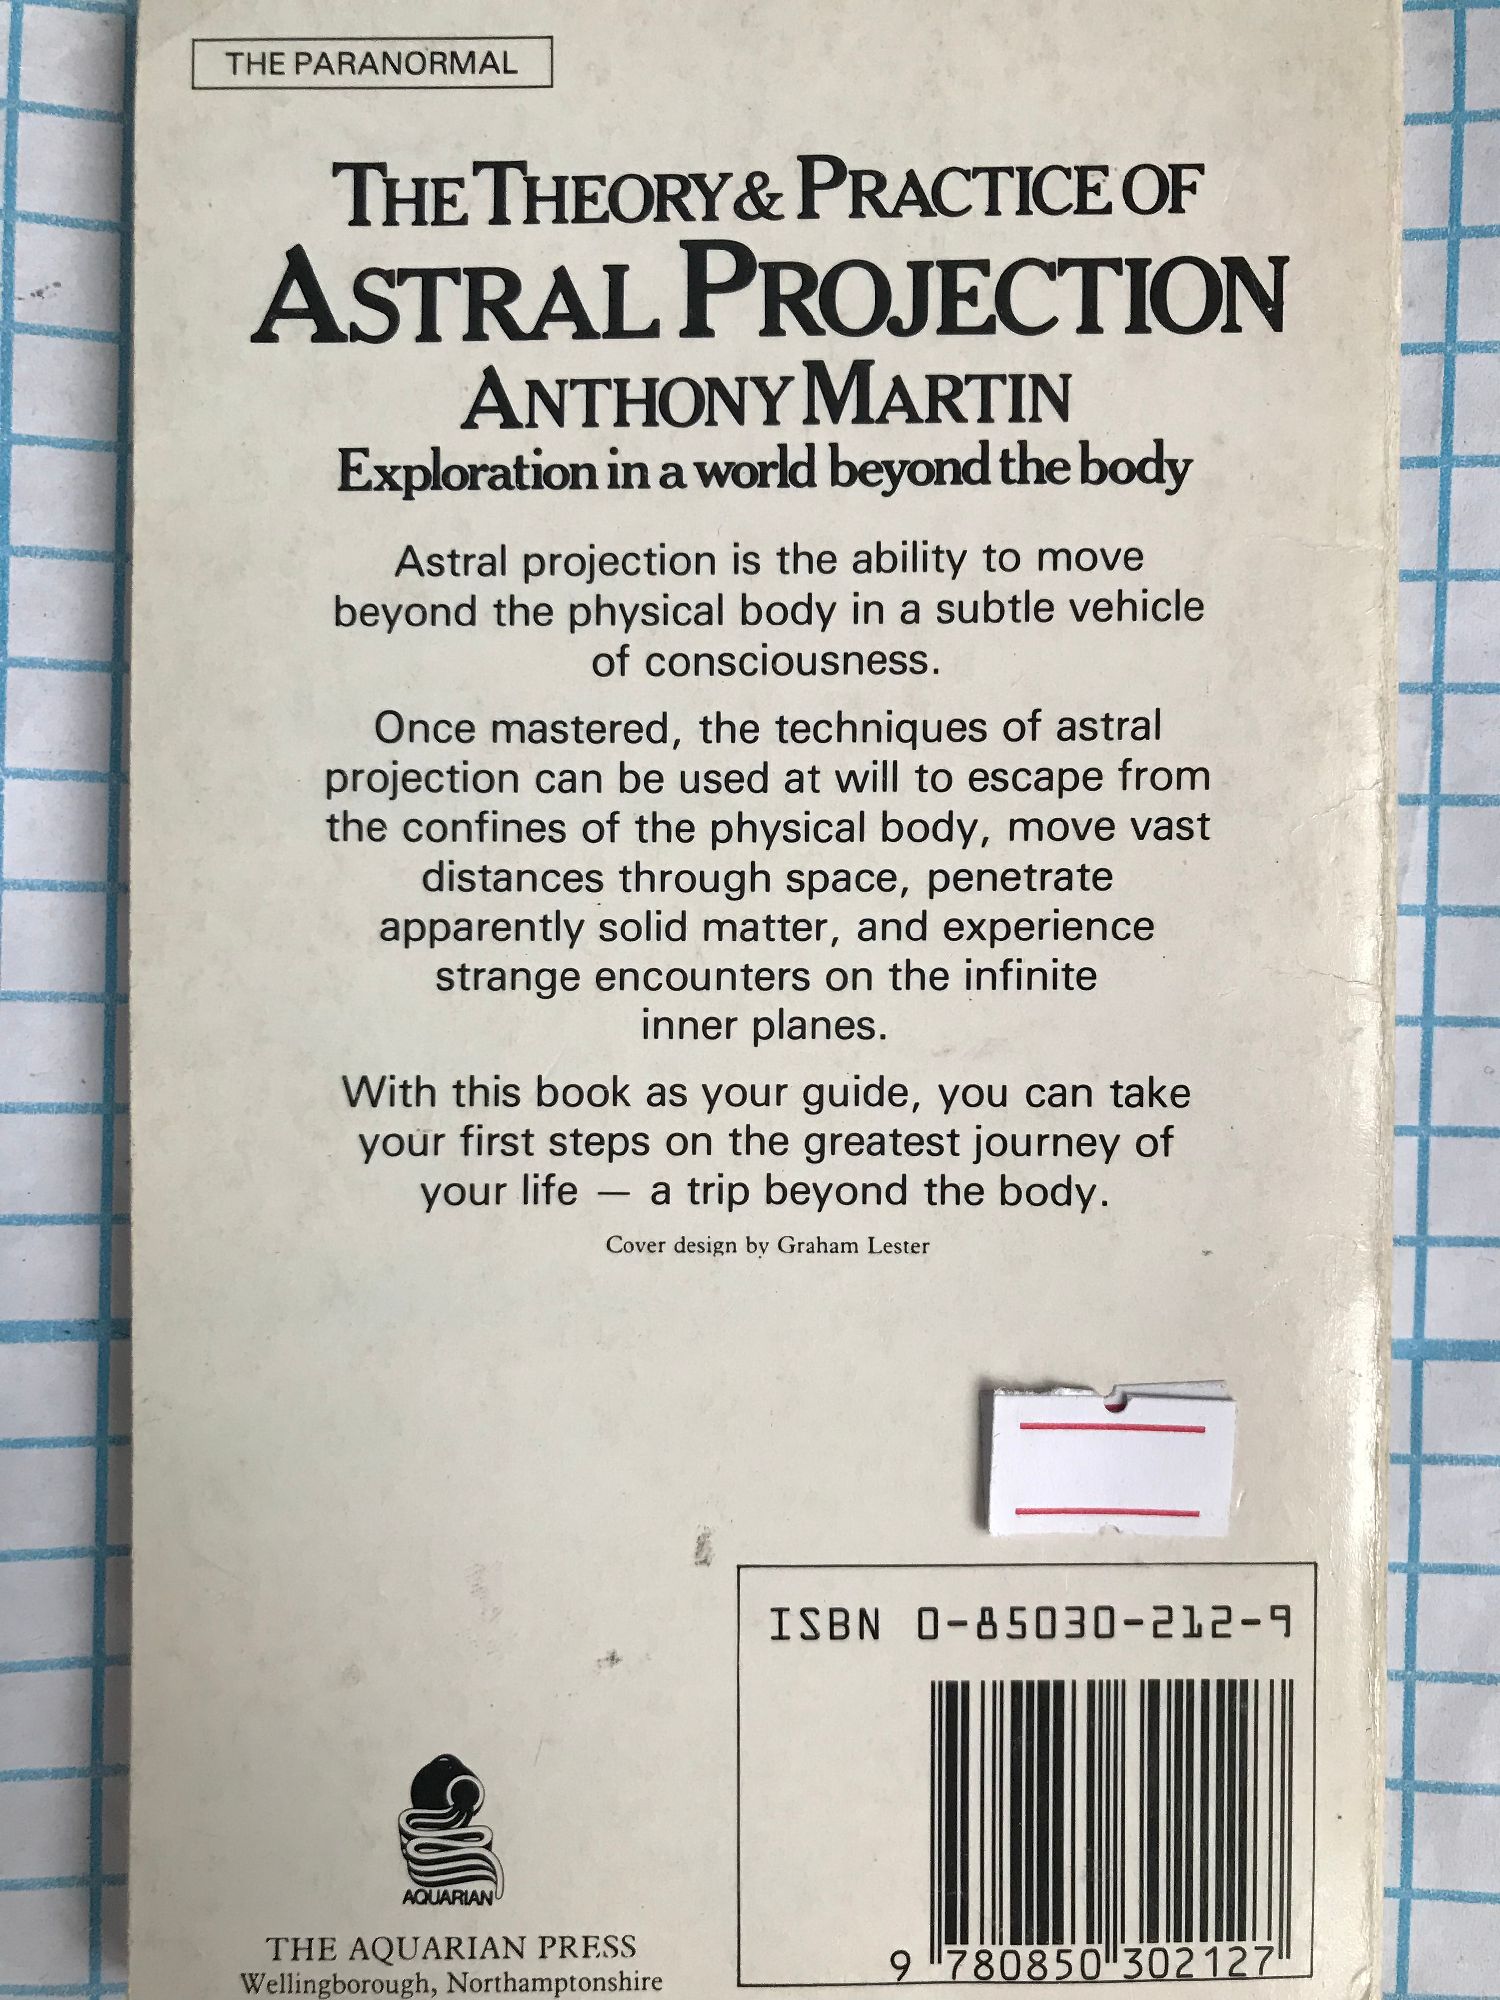 THE PARANORMAL
THE THEORY & PRACTICE OF
ASTRAL PROJECTION
ANTHONY MARTIN
Exploration in a world beyond the body
Astral projection is the ability to move
beyond the physical body in a subtle vehicle
of consciousness.
Once mastered, the techniques of astral
projection can be used at will to escape from
the confines of the physical body, move vast
distances through space, penetrate
apparently solid matter, and experience
strange encounters on the infinite
inner planes.
With this book as your guide, you can take
your first steps on the greatest journey of
your life — a trip beyond the body.
Cover design by Graham Lester
ISBN 0-85030-212-9
9 780850 302127
AQUARIAN
THE AQUARIAN PRESS
Wellingborough, Northamptonshire